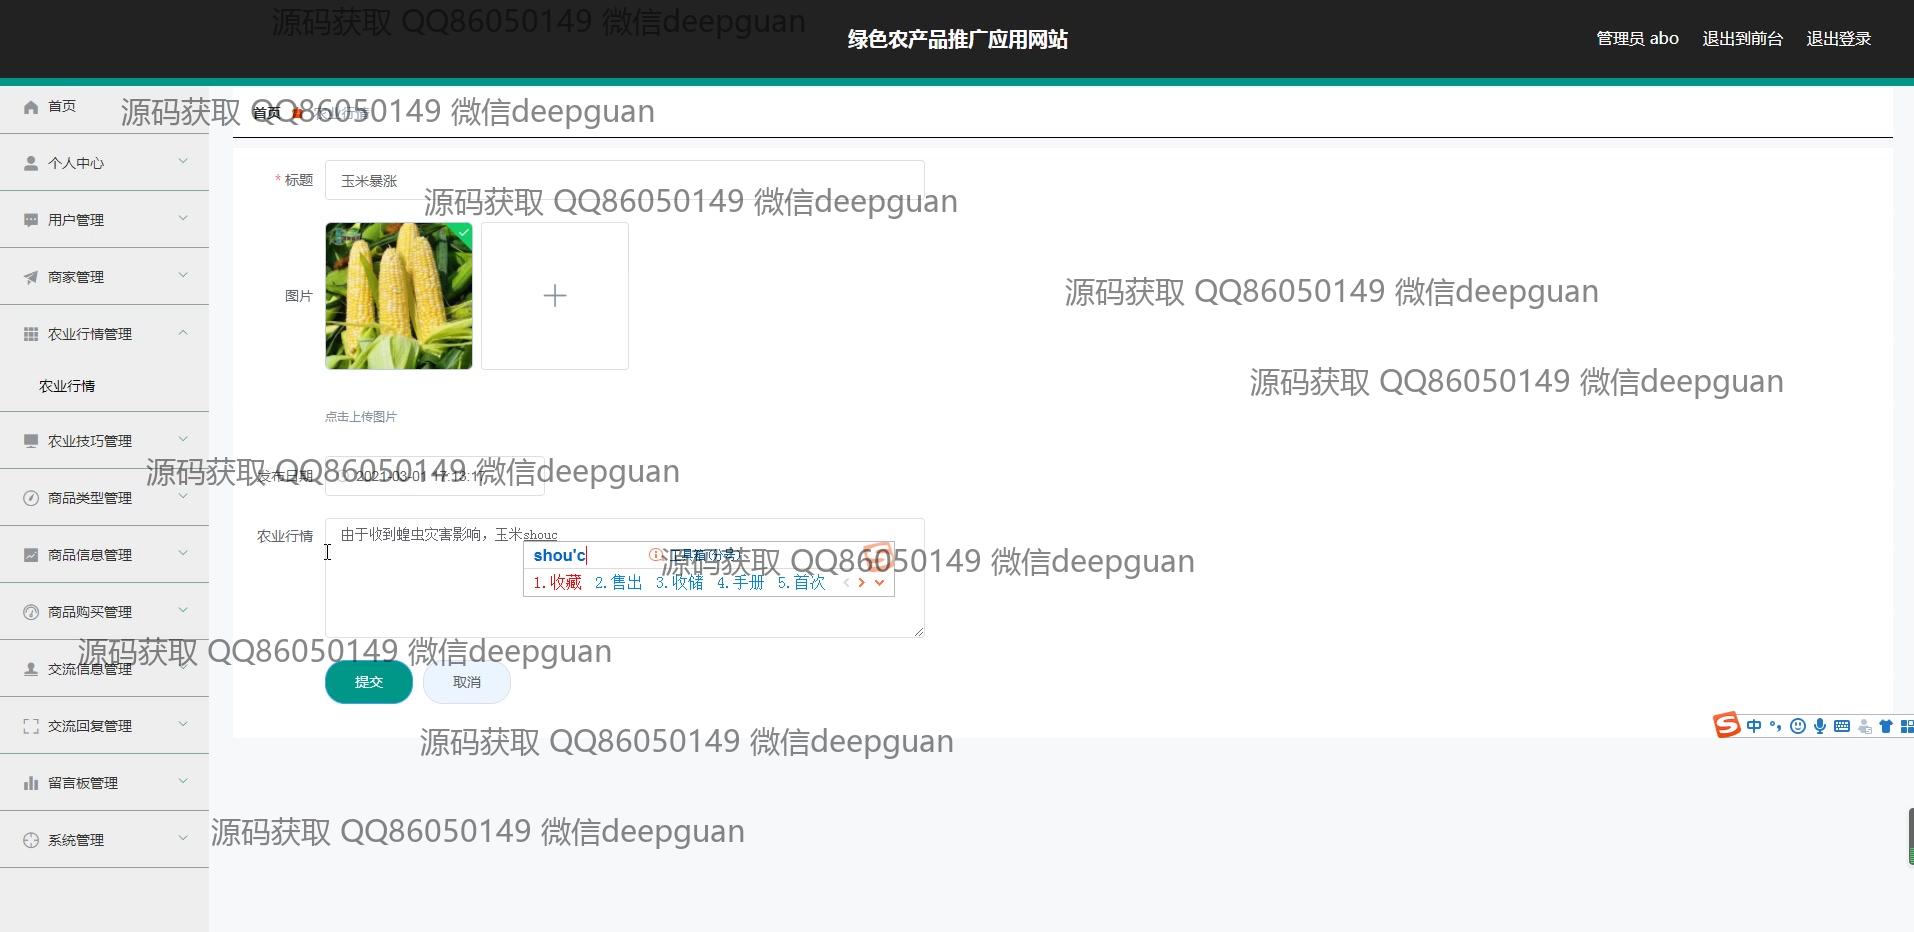 源码获取 QQ86050149 微信deepguan
绿色农产品推广应用网站
管理员 abo 退出到前台 退出登录
首页
源码获取 QQ86050149 微信deepguan
首页 农业行情
个人中心
* 标题 玉米暴涨
源码获取 QQ86050149 微信deepguan
用户管理
商家管理
图片
源码获取 QQ86050149 微信deepguan
农业行情管理
农业行情
源码获取 QQ86050149 微信deepguan
点击上传图片
农业技巧管理
源码获取 QQ86050149 微信deepguan
发布日期 2021-03-01 17:13:17
商品类型管理
农业行情 由于收到蝗虫灾害影响，玉米shouc
商品信息管理
shou'c 工具箱(分号)
源码获取 QQ86050149 微信deepguan
1.收藏 2.售出 3.收储 4.手册 5.首次
商品购买管理
源码获取 QQ86050149 微信deepguan
交流信息管理
提交 取消
交流回复管理
中
源码获取 QQ86050149 微信deepguan
留言板管理
系统管理
源码获取 QQ86050149 微信deepguan